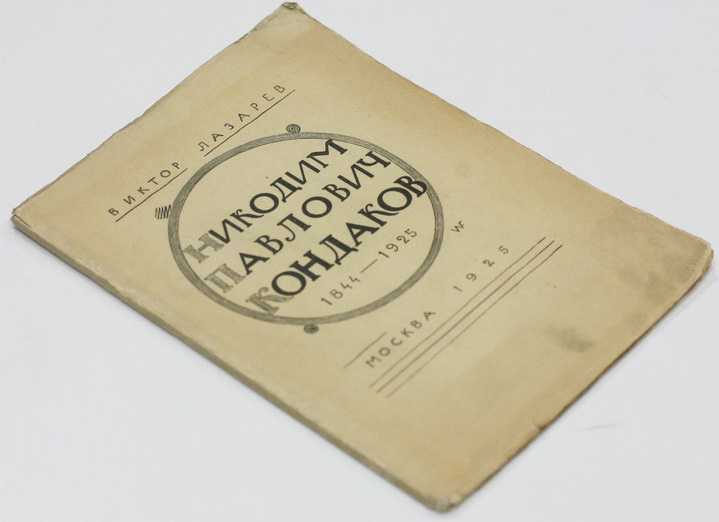 ВИКТОР ЛАЗАРЕВ
НИКОДИМ
ПАВЛОВИЧ
КОНДАКОВ
1844—1925
МОСКВА 1925